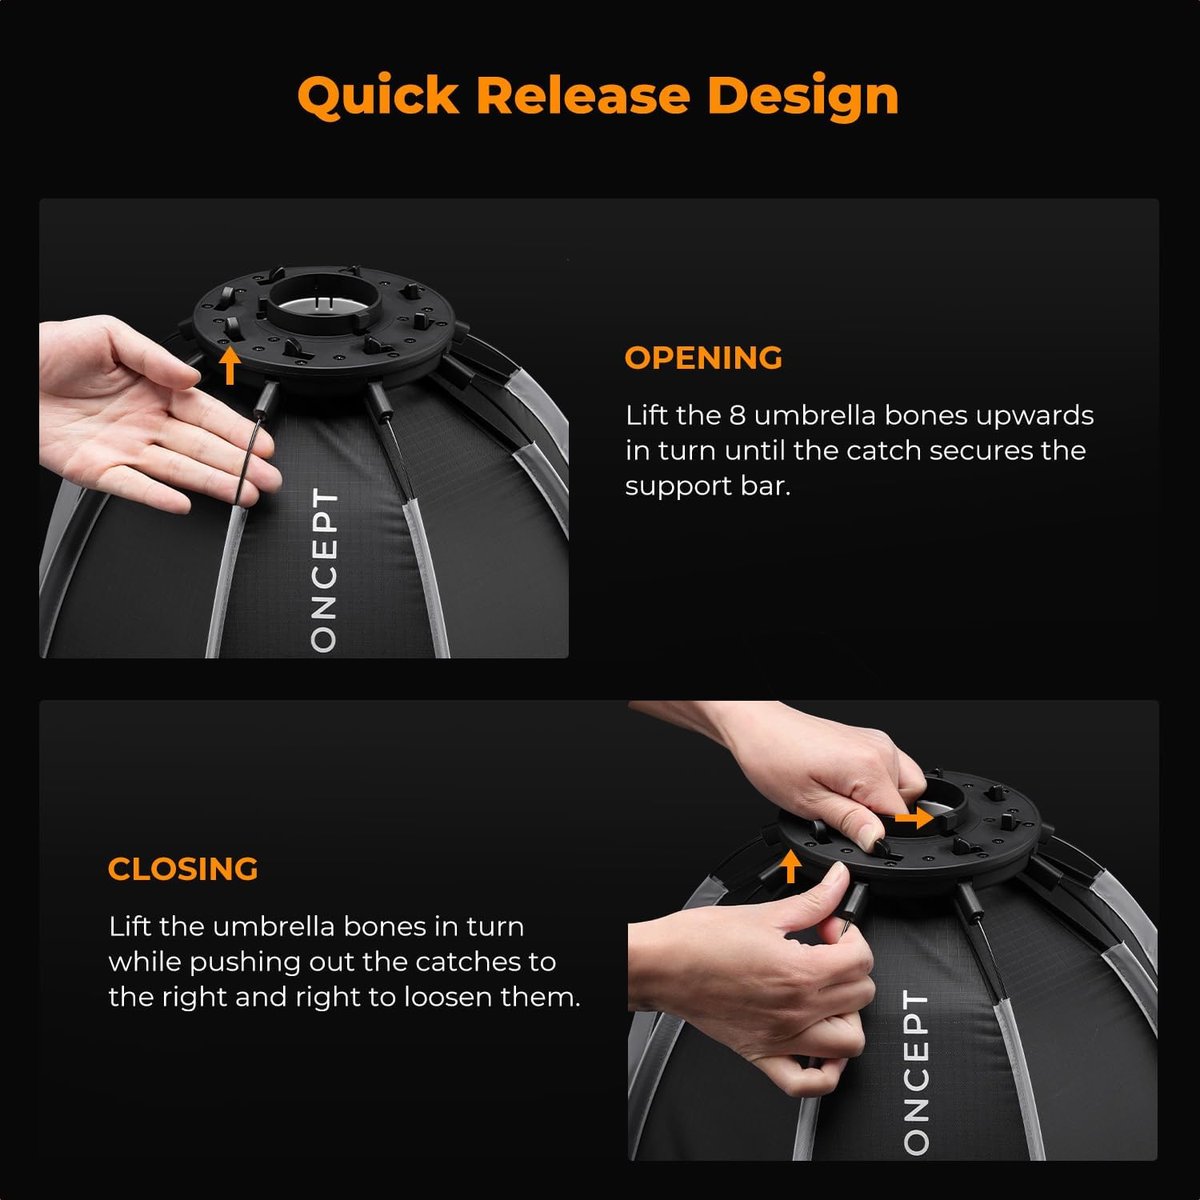 Quick Release Design
OPENING
Lift the 8 umbrella bones upwards
in turn until the catch secures the
support bar.
ONCEPT
CLOSING
Lift the umbrella bones in turn
while pushing out the catches to
the right and right to loosen them.
ONCEPT